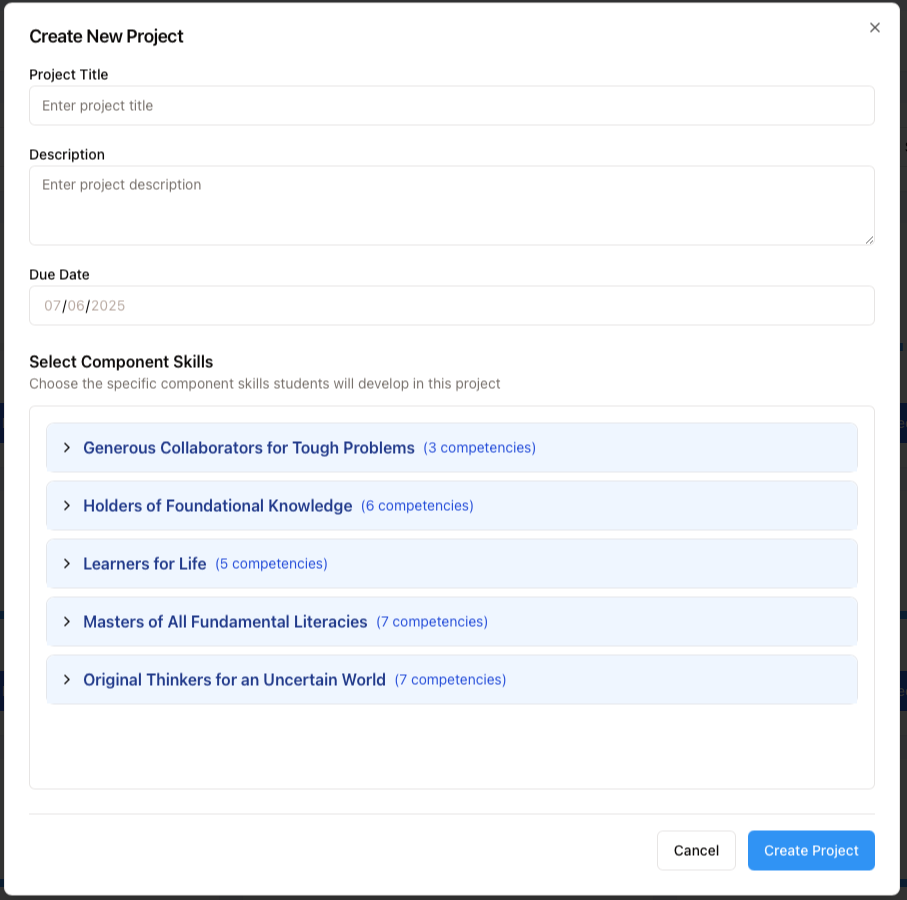 Create New Project
Project Title
Enter project title
Description
Enter project description
Due Date
07/06/2025
Select Component Skills
Choose the specific component skills students will develop in this project
Generous Collaborators for Tough Problems (3 competencies)
Holders of Foundational Knowledge (6 competencies)
Learners for Life (5 competencies)
Masters of All Fundamental Literacies (7 competencies)
Original Thinkers for an Uncertain World (7 competencies)
Cancel Create Project